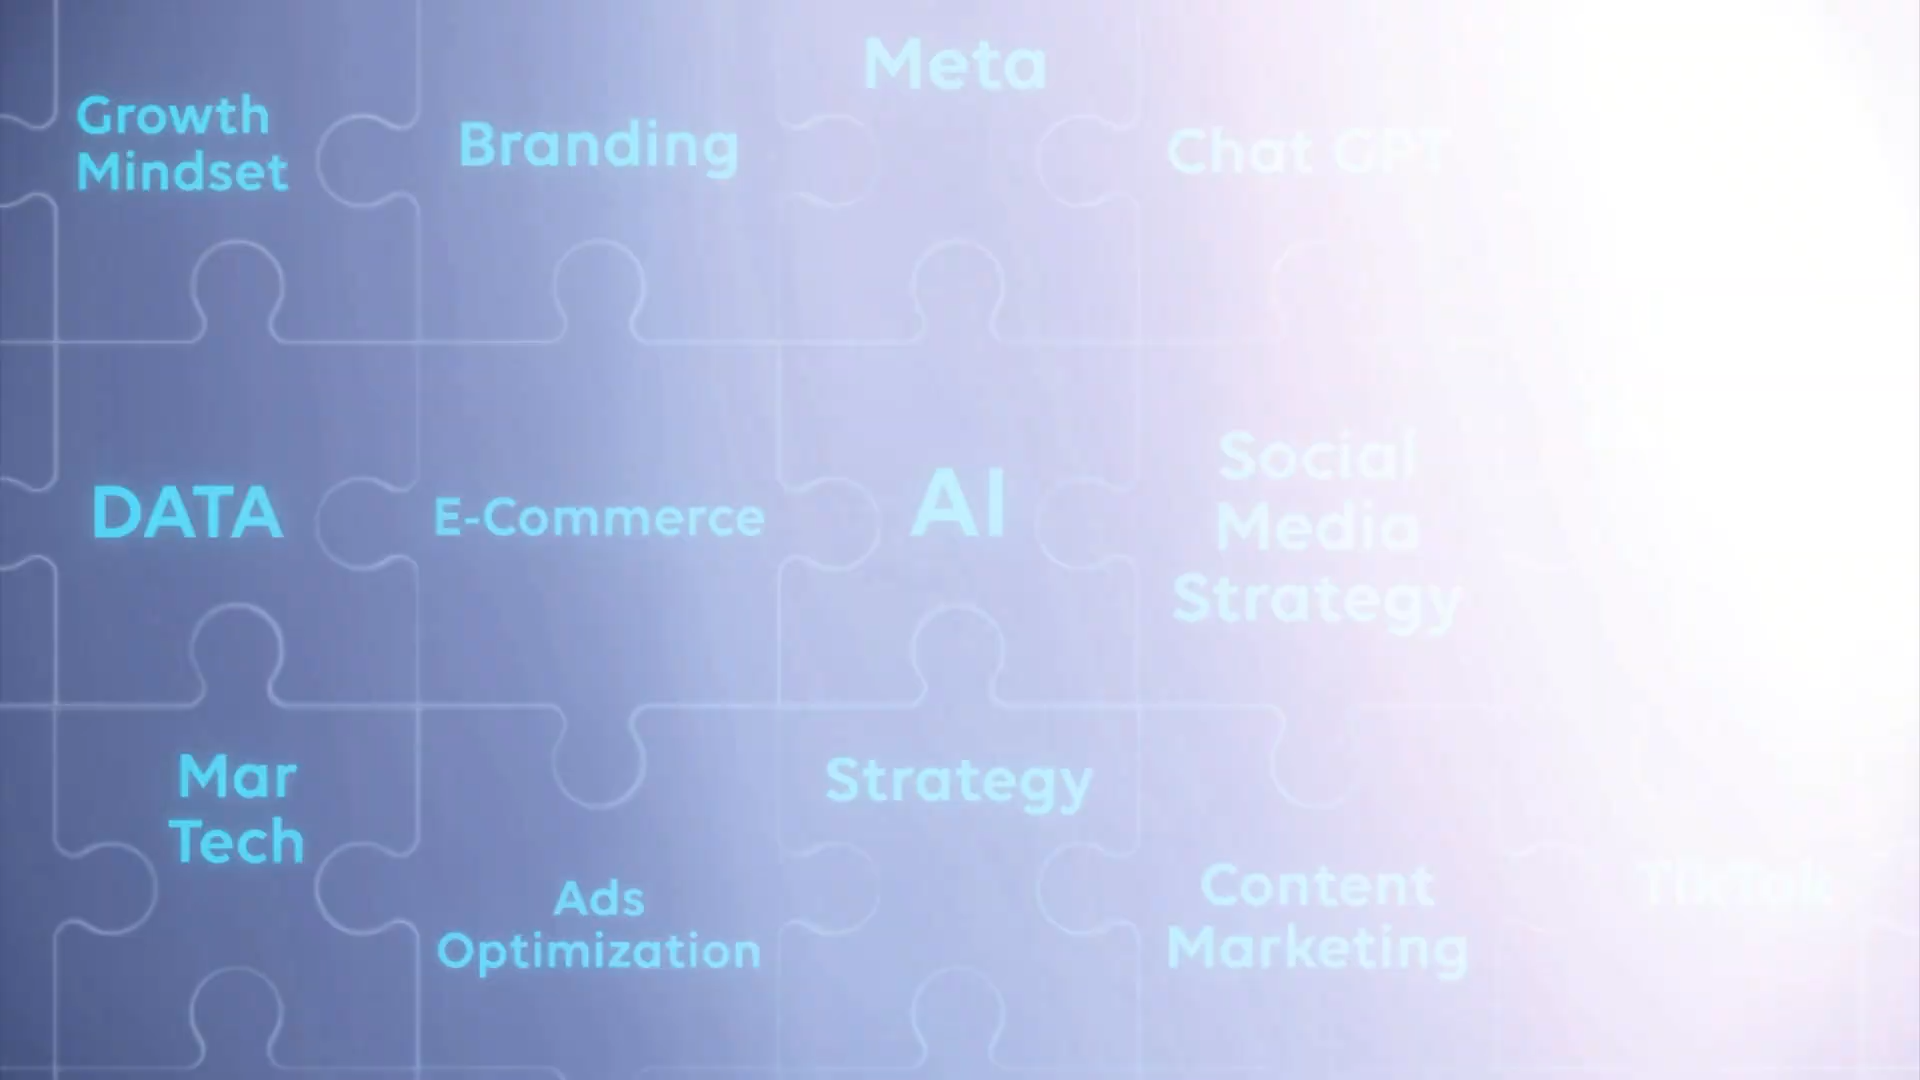 Meta
Growth
Mindset
Branding
Chat GPT
DATA
E-Commerce
AI
Social
Media
Strategy
Mar
Tech
Strategy
Ads
Optimization
Content
Marketing
TikTok